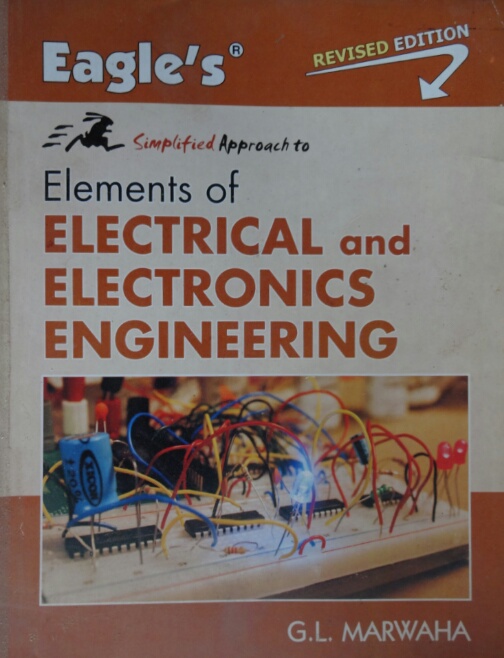 Eagle's®
REVISED EDITION
Simplified Approach to
Elements of
ELECTRICAL and
ELECTRONICS
ENGINEERING
G.L. MARWAHA